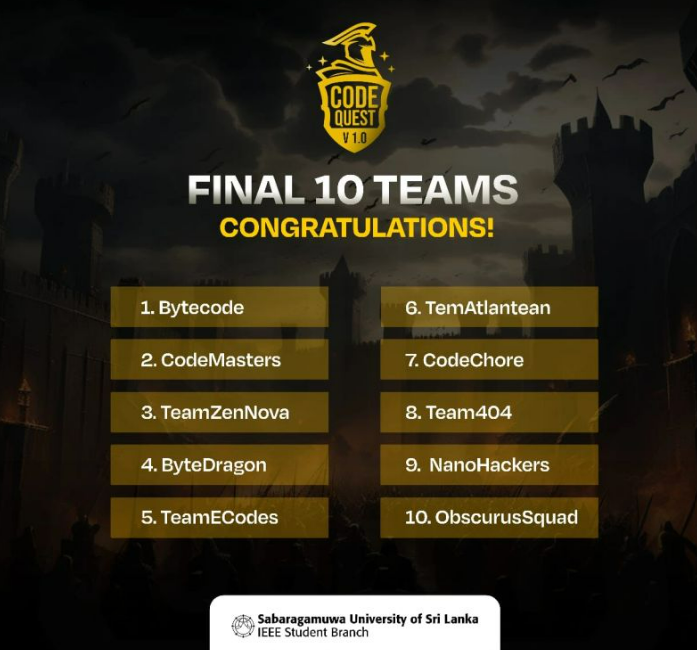 CODE
QUEST
V 1.0
FINAL 10 TEAMS
CONGRATULATIONS!
1. Bytecode
2. CodeMasters
3. TeamZenNova
4. ByteDragon
5. TeamECodes
6. TemAtlantean
7. CodeChore
8. Team404
9. NanoHackers
10. ObscurusSquad
Sabaragamuwa University of Sri Lanka
IEEE Student Branch